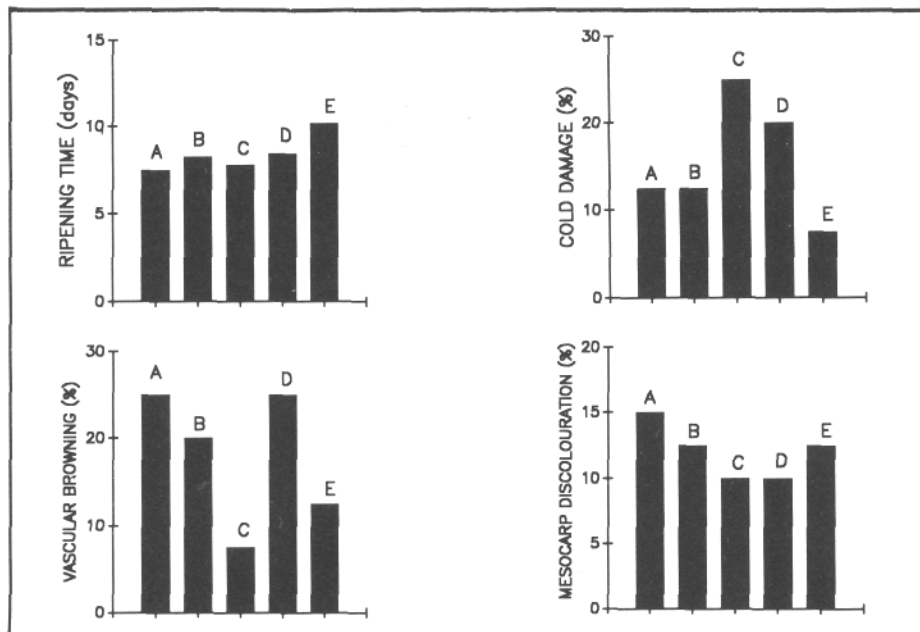 RIPENING TIME (days)
15
10
5
0
A
B
C
D
E
COLD DAMAGE (%)
30
20
10
0
A
B
C
D
E
VASCULAR BROWNING (%)
30
20
10
0
A
B
C
D
E
MESOCARP DISCOLOURATION (%)
20
15
10
5
0
A
B
C
D
E